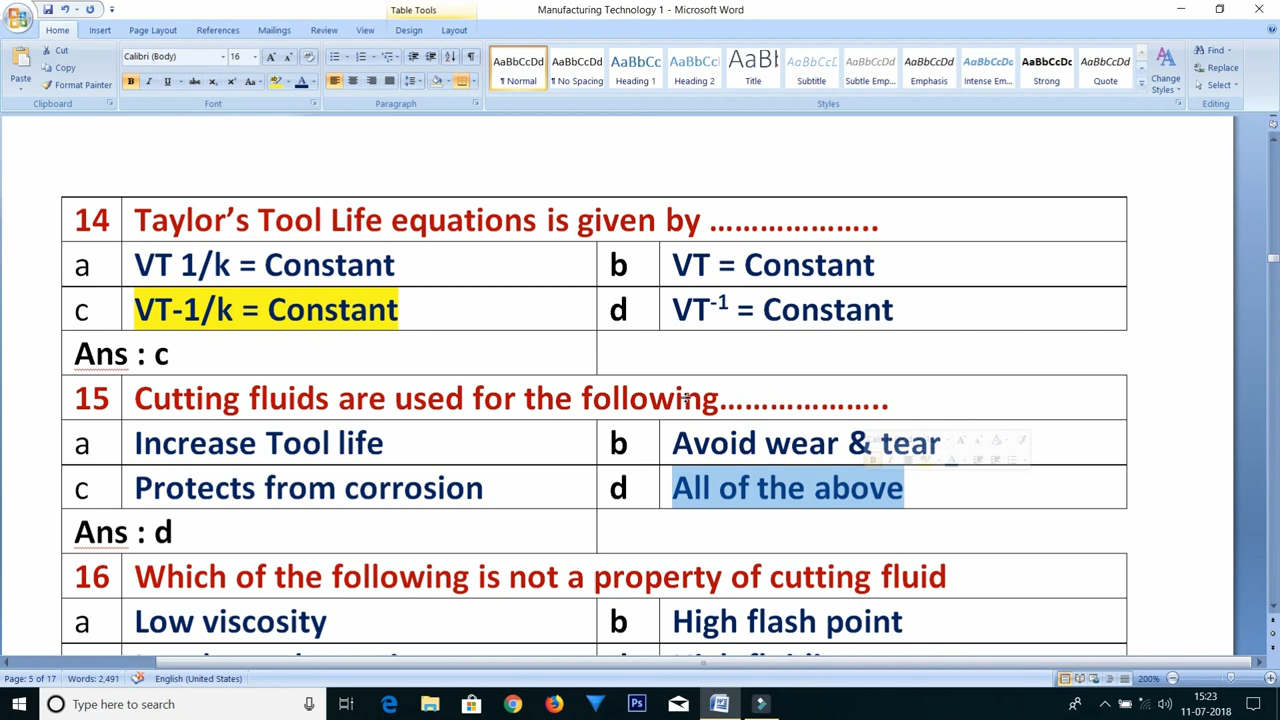 Table Tools
Manufacturing Technology 1 - Microsoft Word
Home Insert Page Layout References Mailings Review View Design Layout
Cut
Copy
Format Painter
Paste
Clipboard
Calibri (Body) 16
Font
Paragraph
AaBbCcDd AaBbCcDd AaBbCc AaBbCc AaBb AaBbCcDd AaBbCcDd AaBbCcDd AaBbCcDd AaBbCcDd AaBbCcDd
¶ Normal ¶ No Spacing Heading 1 Heading 2 Title Subtitle Subtle Emp... Emphasis Intense Em... Strong Quote
Styles
Change Styles
Find
Replace
Select
Editing
14 Taylor’s Tool Life equations is given by ………………..
a VT 1/k = Constant b VT = Constant
c VT-1/k = Constant d VT-1 = Constant
Ans : c
15 Cutting fluids are used for the following………………..
a Increase Tool life b Avoid wear & tear
c Protects from corrosion d All of the above
Ans : d
16 Which of the following is not a property of cutting fluid
a Low viscosity b High flash point
Page: 5 of 17 Words: 2,491 English (United States) 200%
Type here to search
15:23
11-07-2018